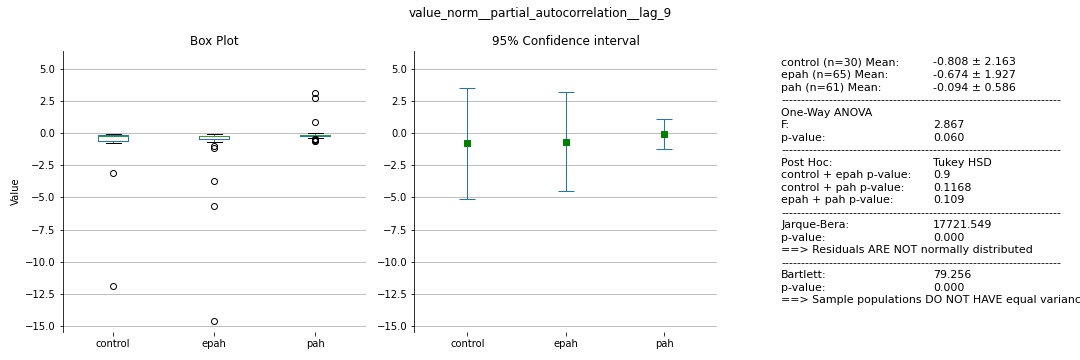 value_norm__partial_autocorrelation__lag_9
Box Plot
5.0
2.5
0.0
−2.5
−5.0
−7.5
−10.0
−12.5
−15.0
Value
control
epah
pah
95% Confidence interval
5.0
2.5
0.0
−2.5
−5.0
−7.5
−10.0
−12.5
−15.0
control
epah
pah
control (n=30) Mean: -0.808 ± 2.163
epah (n=65) Mean: -0.674 ± 1.927
pah (n=61) Mean: -0.094 ± 0.586
One-Way ANOVA
F: 2.867
p-value: 0.060
Post Hoc: Tukey HSD
control + epah p-value: 0.9
control + pah p-value: 0.1168
epah + pah p-value: 0.109
Jarque-Bera: 17721.549
p-value: 0.000
==> Residuals ARE NOT normally distributed
Bartlett: 79.256
p-value: 0.000
==> Sample populations DO NOT HAVE equal varianc